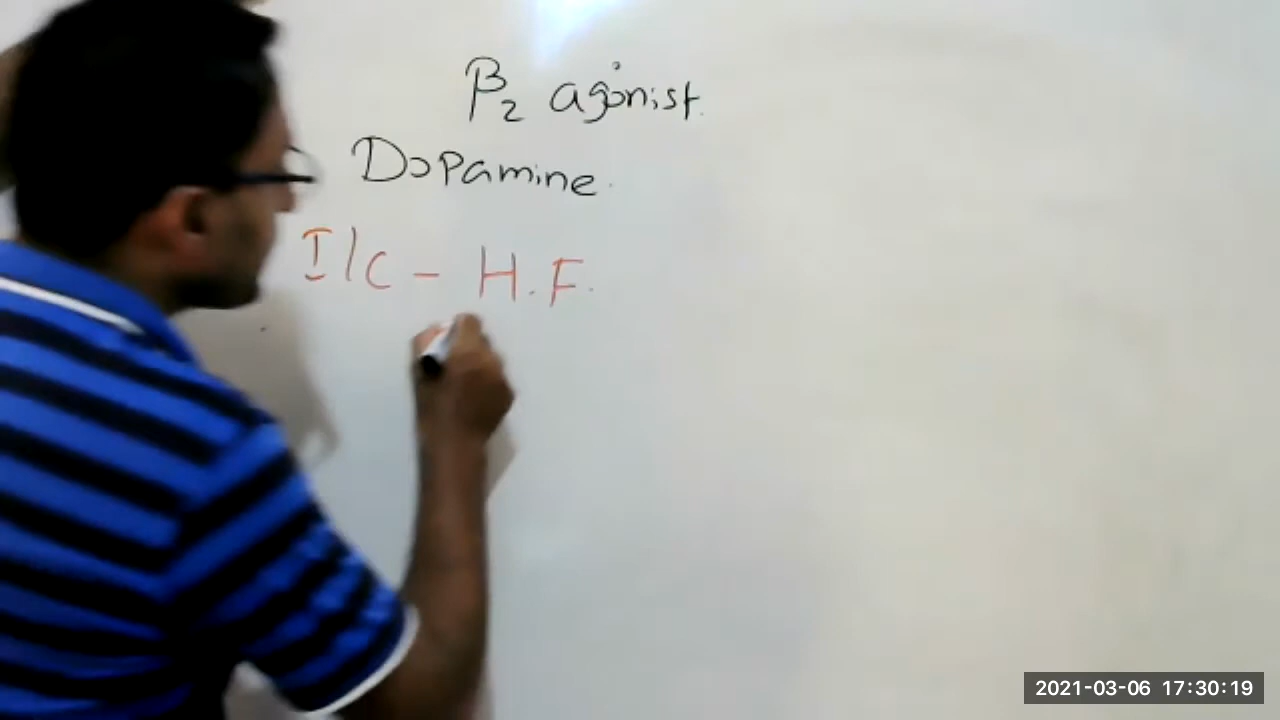 β₂ agonist.
Dopamine.
I/c - H.F.
2021-03-06 17:30:19